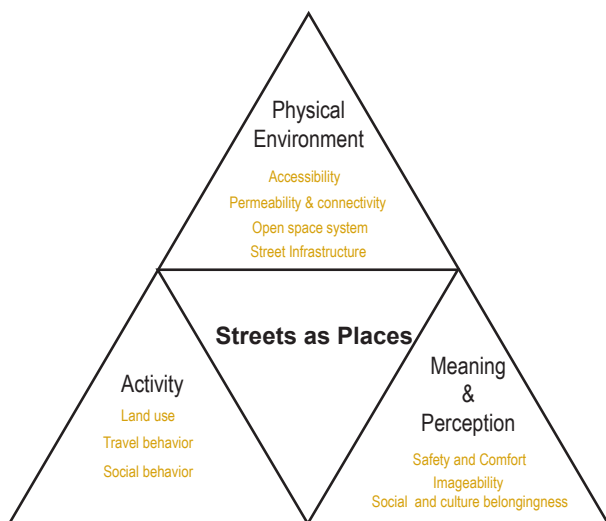 Physical
Environment
Accessibility
Permeability & connectivity
Open space system
Street Infrastructure
Streets as Places
Activity
Land use
Travel behavior
Social behavior
Meaning
&
Perception
Safety and Comfort
Imageability
Social and culture belongingness